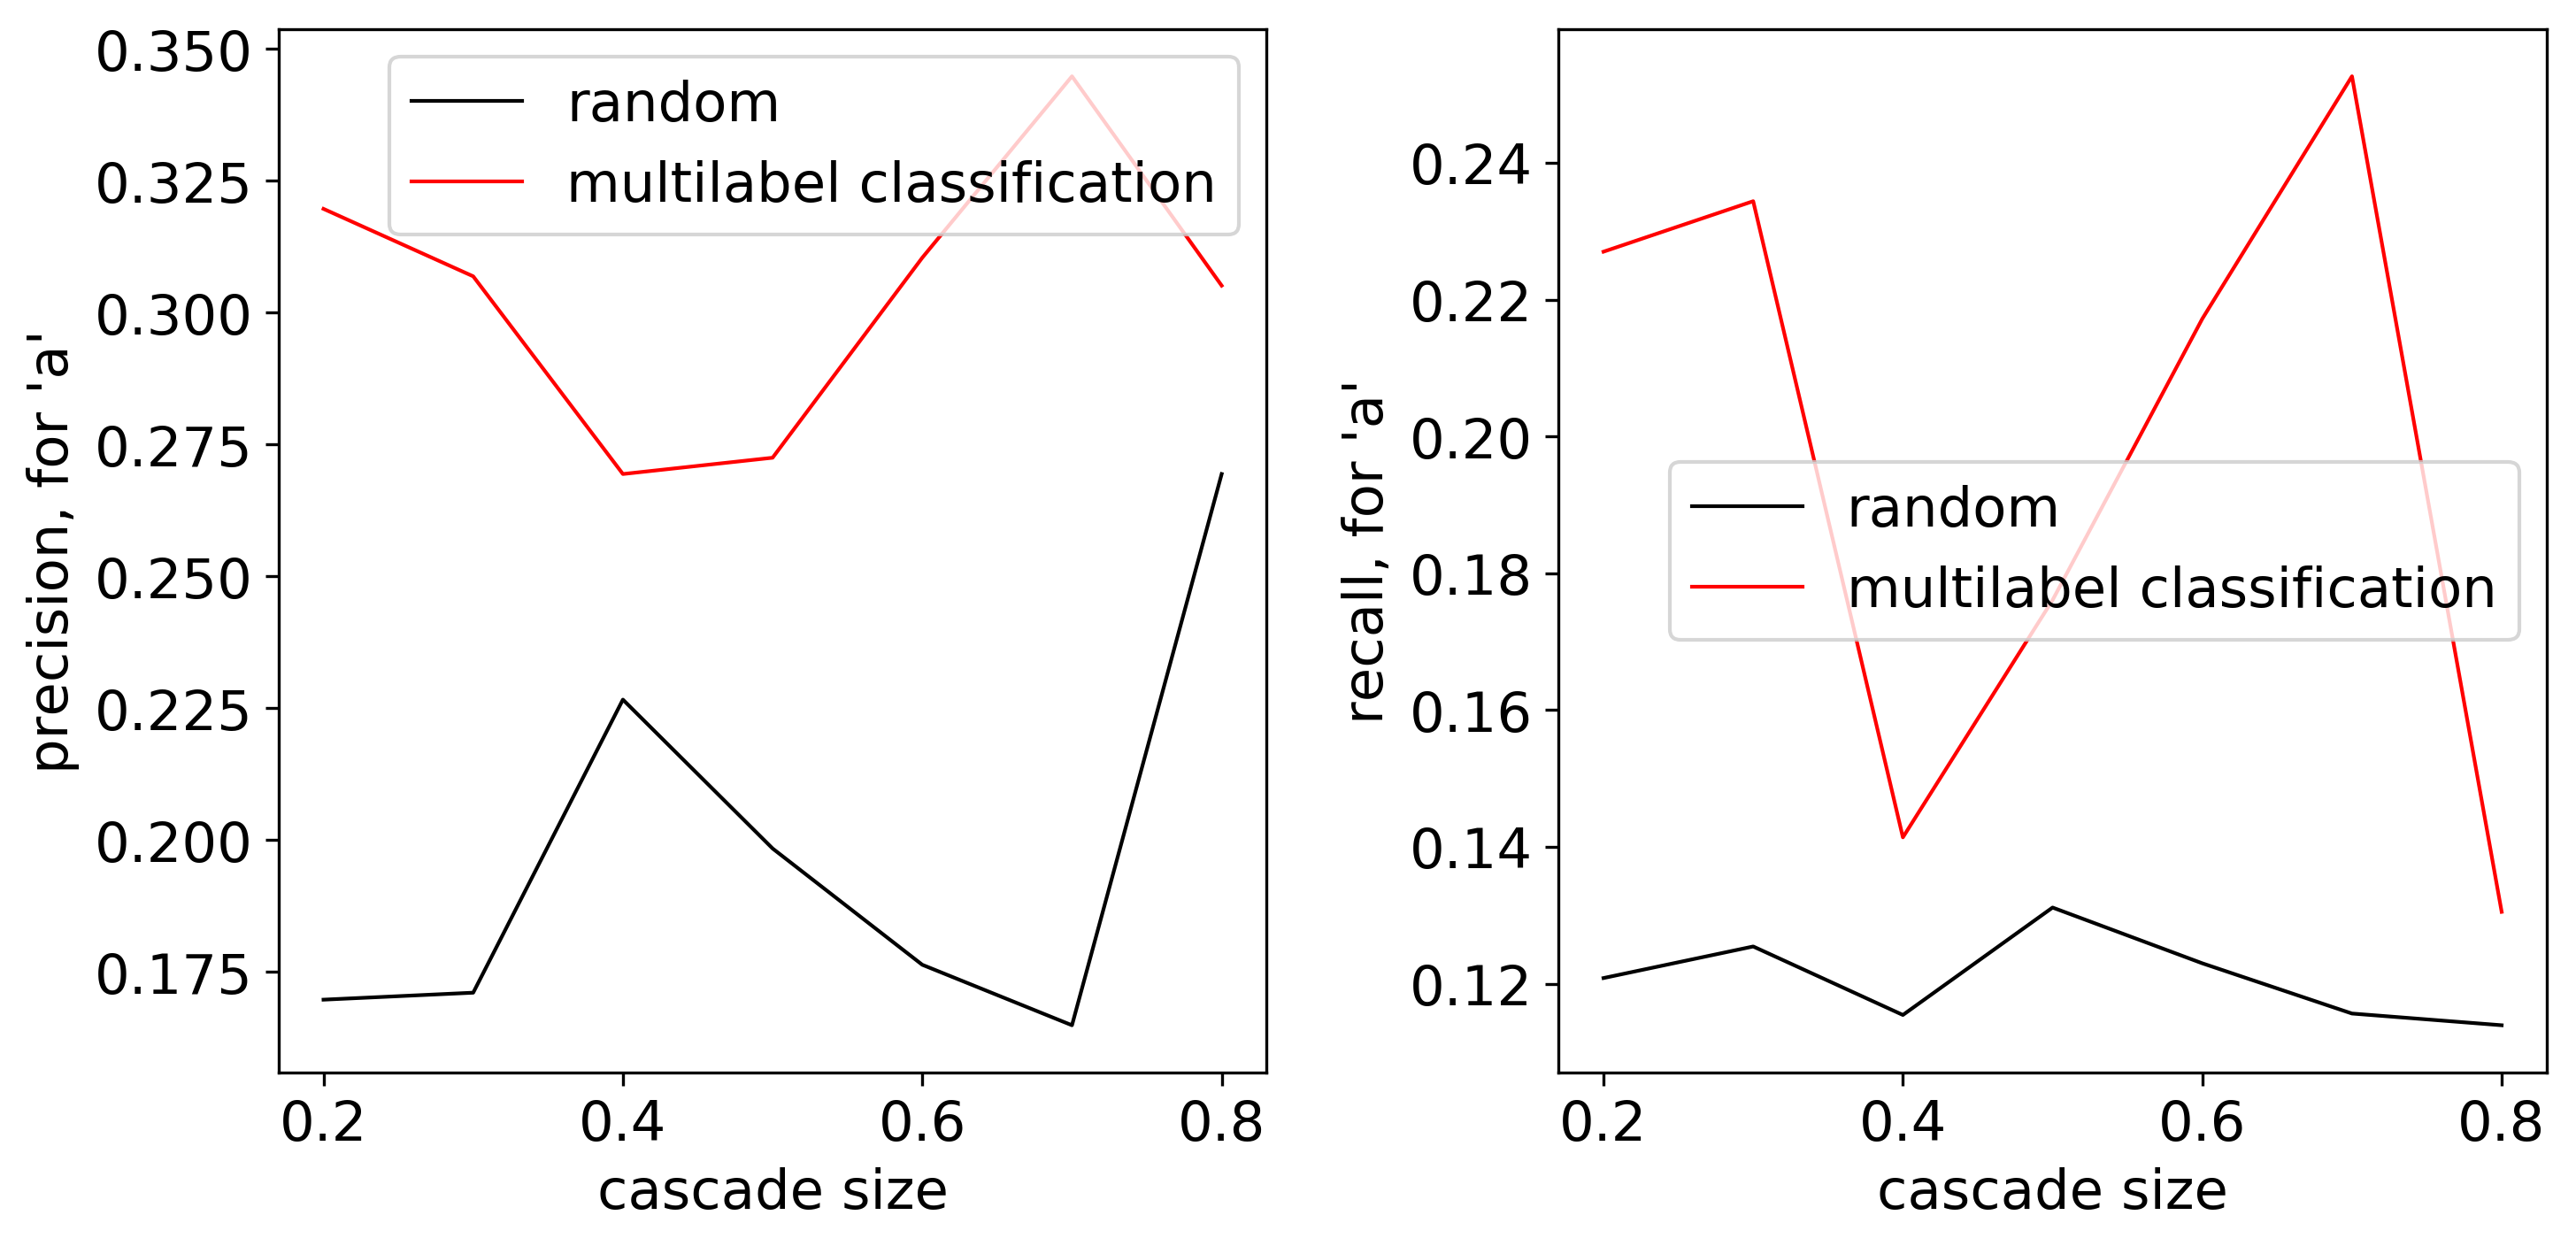 precision, for 'a'
0.350
0.325
0.300
0.275
0.250
0.225
0.200
0.175
random
multilabel classification
0.2 0.4 0.6 0.8
cascade size
recall, for 'a'
0.24
0.22
0.20
0.18
0.16
0.14
0.12
random
multilabel classification
0.2 0.4 0.6 0.8
cascade size